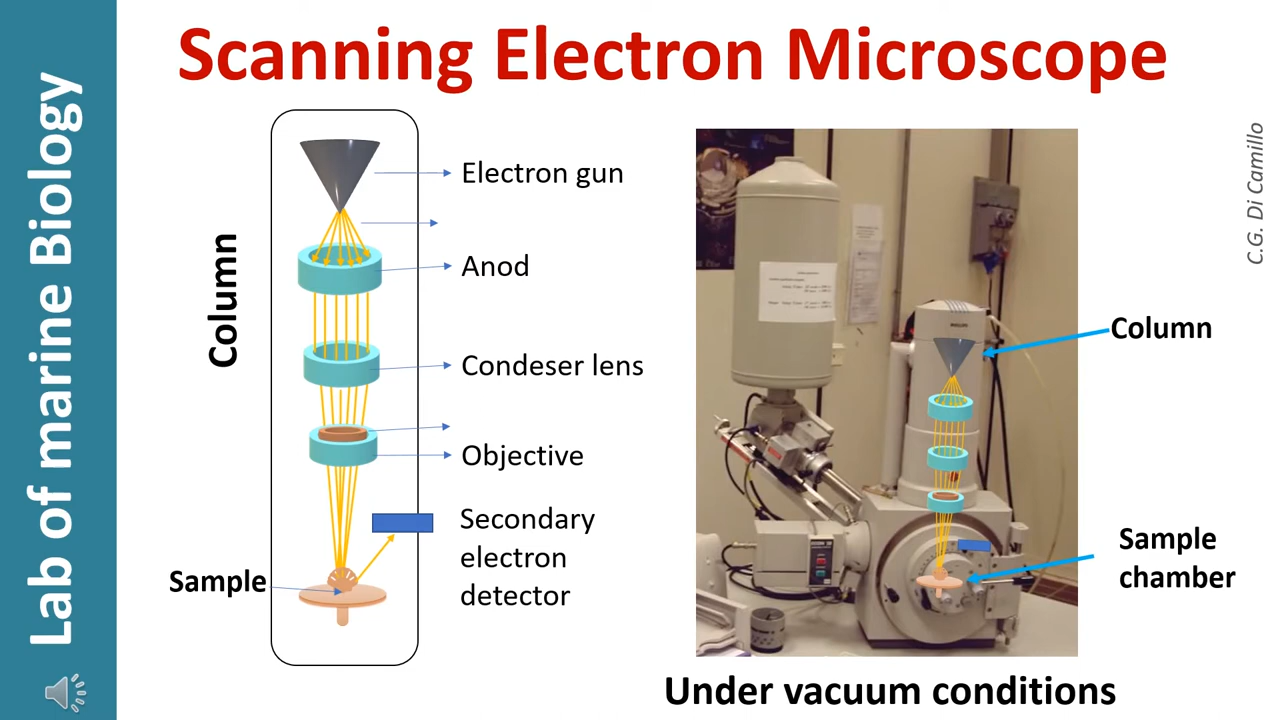 Scanning Electron Microscope
Lab of marine Biology
Column
Electron gun
Anod
Condeser lens
Objective
Secondary
electron
detector
Sample
C.G. Di Camillo
PHILIPS
Column
Sample
chamber
Under vacuum conditions